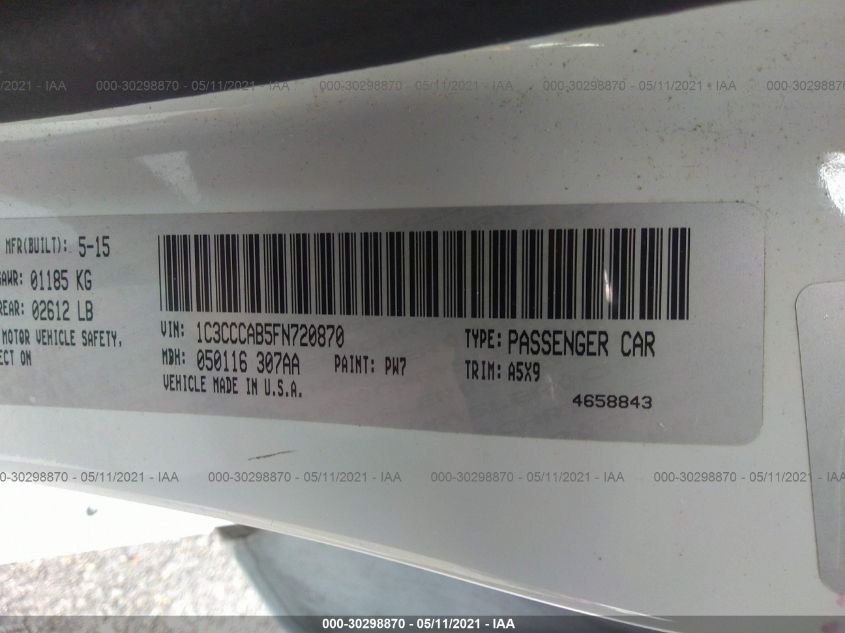 /2021 - IAA 000-30298870 - 05/11/2021 - IAA 000-30298870 - 05/11/2021 - IAA 000-30298870 - 05/11/2021 - IAA 000-30298870
MFR(BUILT): 5-15
GAWR: 01185 KG
REAR: 02612 LB
MOTOR VEHICLE SAFETY,
ECT ON
VIN: 1C3CCCAB5FN720870
MDH: 050116 307AA PAINT: PW7
VEHICLE MADE IN U.S.A.
TYPE: PASSENGER CAR
TRIM: A5X9
4658843
000-30298870 - 05/11/2021 - IAA 000-30298870 - 05/11/2021 - IAA 000-30298870 - 05/11/2021 - IAA 000-30298870 - 05/11/2021 - IAA
000-30298870 - 05/11/2021 - IAA